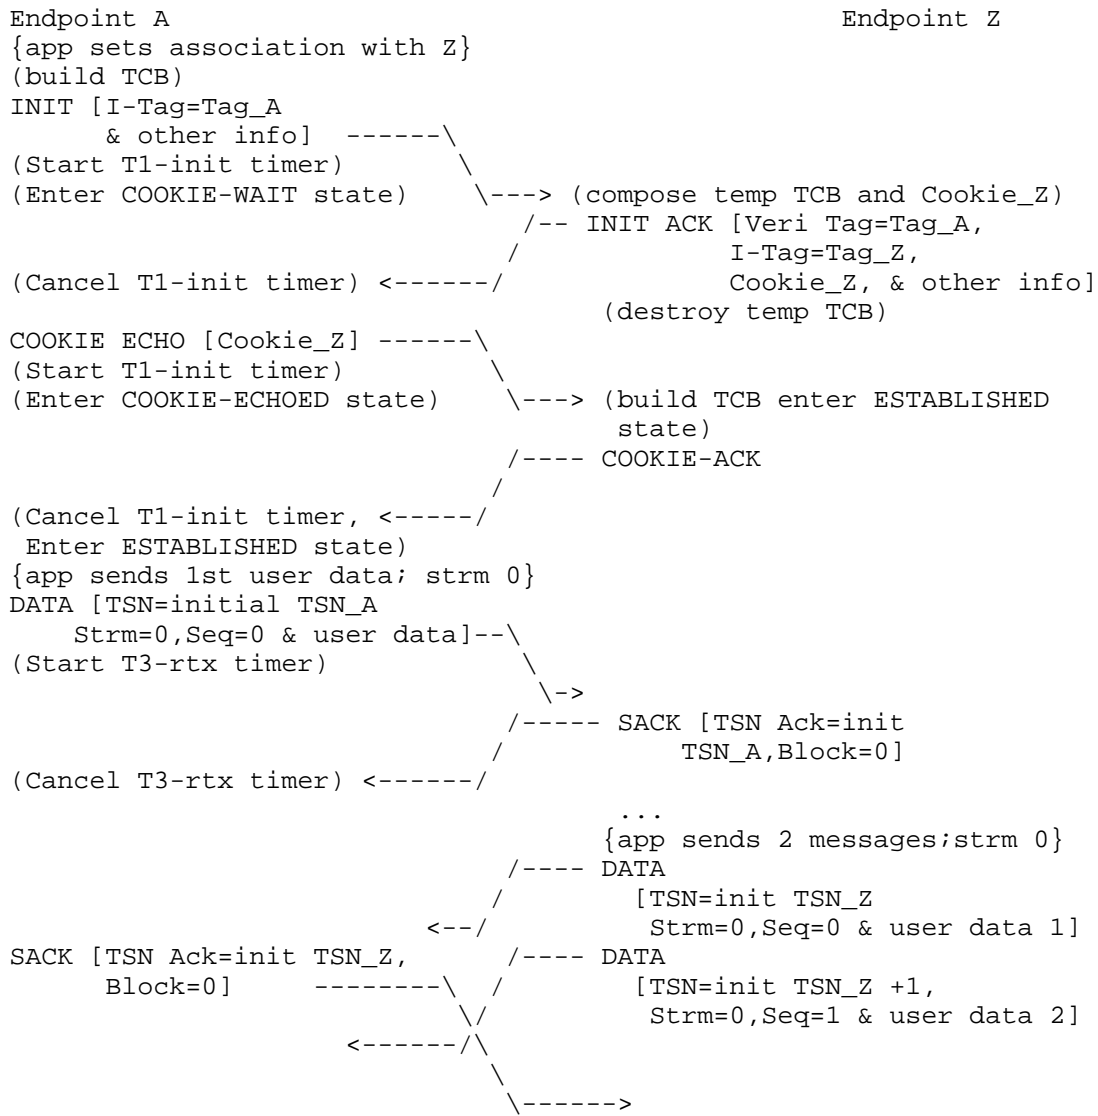 Endpoint A                                          Endpoint Z
{app sets association with Z}
(build TCB)
INIT [I-Tag=Tag_A
      & other info]  ------\
(Start T1-init timer)       \
(Enter COOKIE-WAIT state)    \---> (compose temp TCB and Cookie_Z)
                                /-- INIT ACK [Veri Tag=Tag_A,
                               /             I-Tag=Tag_Z,
(Cancel T1-init timer) <------/              Cookie_Z, & other info]
                                     (destroy temp TCB)
COOKIE ECHO [Cookie_Z] ------\
(Start T1-init timer)         \
(Enter COOKIE-ECHOED state)    \---> (build TCB enter ESTABLISHED
                                      state)
                               /---- COOKIE-ACK
                              /
(Cancel T1-init timer, <-----/
 Enter ESTABLISHED state)
{app sends 1st user data; strm 0}
DATA [TSN=initial TSN_A
    Strm=0,Seq=0 & user data]--\
(Start T3-rtx timer)            \
                                 \->
                               /----- SACK [TSN Ack=init
                              /           TSN_A,Block=0]
(Cancel T3-rtx timer) <------/
                                      ...
                                     {app sends 2 messages;strm 0}
                               /---- DATA
                              /        [TSN=init TSN_Z
                          <--/          Strm=0,Seq=0 & user data 1]
SACK [TSN Ack=init TSN_Z,      /---- DATA
      Block=0]     --------\  /        [TSN=init TSN_Z +1,
                            \/          Strm=0,Seq=1 & user data 2]
                     <------/\
                              \
                               \------>